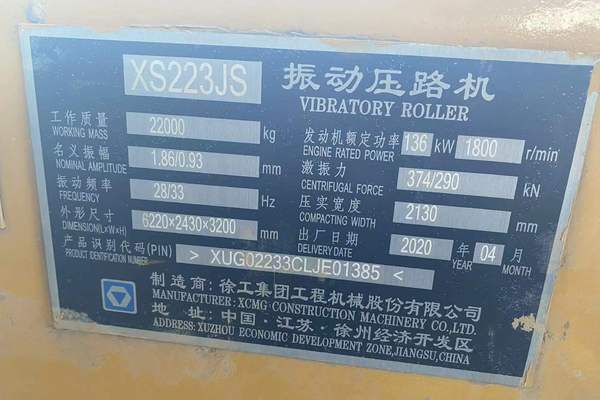 XS223JS 振动压路机
VIBRATORY ROLLER
工作质量 22000 kg
WORKING MASS
发动机额定功率 136 kW 1800 r/min
ENGINE RATED POWER
名义振幅 1.86/0.93 mm
NOMINAL AMPLITUDE
激振力 374/290 kN
CENTRIFUGAL FORCE
振动频率 28/33 Hz
FREQUENCY
压实宽度 2130 mm
COMPACTING WIDTH
外形尺寸 6220×2430×3200 mm
DIMENSION(L×W×H)
出厂日期 2020 年 04 月
DELIVERY DATE YEAR MONTH
产品识别代码(PIN) > XUG02233CLJE01385 <
PRODUCT IDENTIFICATION NUMBER
制造商: 徐工集团工程机械股份有限公司
MANUFACTURER: XCMG CONSTRUCTION MACHINERY CO.,LTD.
地 址: 中国·江苏·徐州经济开发区
ADDRESS: XUZHOU ECONOMIC DEVELOPMENT ZONE,JIANGSU,CHINA